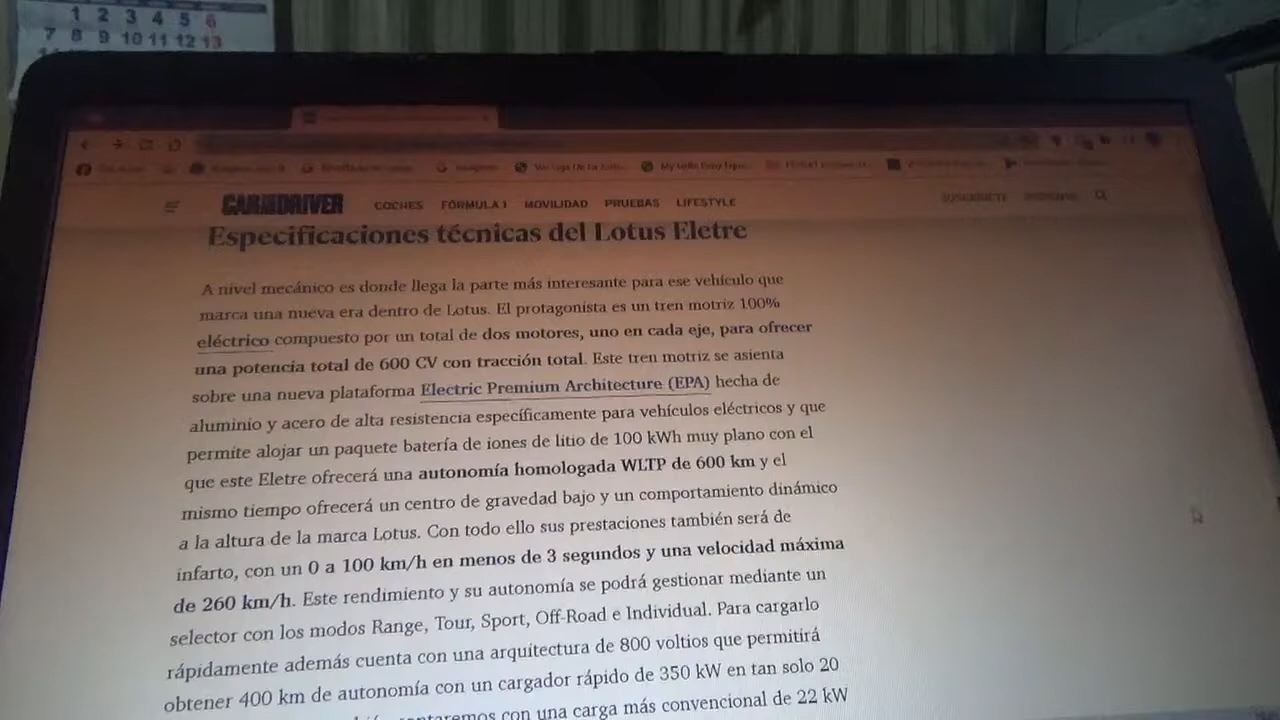 1 2 3 4 5 6
7 8 9 10 11 12 13
CAR AND DRIVER COCHES FÓRMULA 1 MOVILIDAD PRUEBAS LIFESTYLE SUSCRÍBETE
Especificaciones técnicas del Lotus Eletre
A nivel mecánico es donde llega la parte más interesante para ese vehículo que
marca una nueva era dentro de Lotus. El protagonista es un tren motriz 100%
eléctrico compuesto por un total de dos motores, uno en cada eje, para ofrecer
una potencia total de 600 CV con tracción total. Este tren motriz se asienta
sobre una nueva plataforma Electric Premium Architecture (EPA) hecha de
aluminio y acero de alta resistencia específicamente para vehículos eléctricos y que
permite alojar un paquete batería de iones de litio de 100 kWh muy plano con el
que este Eletre ofrecerá una autonomía homologada WLTP de 600 km y el
mismo tiempo ofrecerá un centro de gravedad bajo y un comportamiento dinámico
a la altura de la marca Lotus. Con todo ello sus prestaciones también será de
infarto, con un 0 a 100 km/h en menos de 3 segundos y una velocidad máxima
de 260 km/h. Este rendimiento y su autonomía se podrá gestionar mediante un
selector con los modos Range, Tour, Sport, Off-Road e Individual. Para cargarlo
rápidamente además cuenta con una arquitectura de 800 voltios que permitirá
obtener 400 km de autonomía con un cargador rápido de 350 kW en tan solo 20
con una carga más convencional de 22 kW